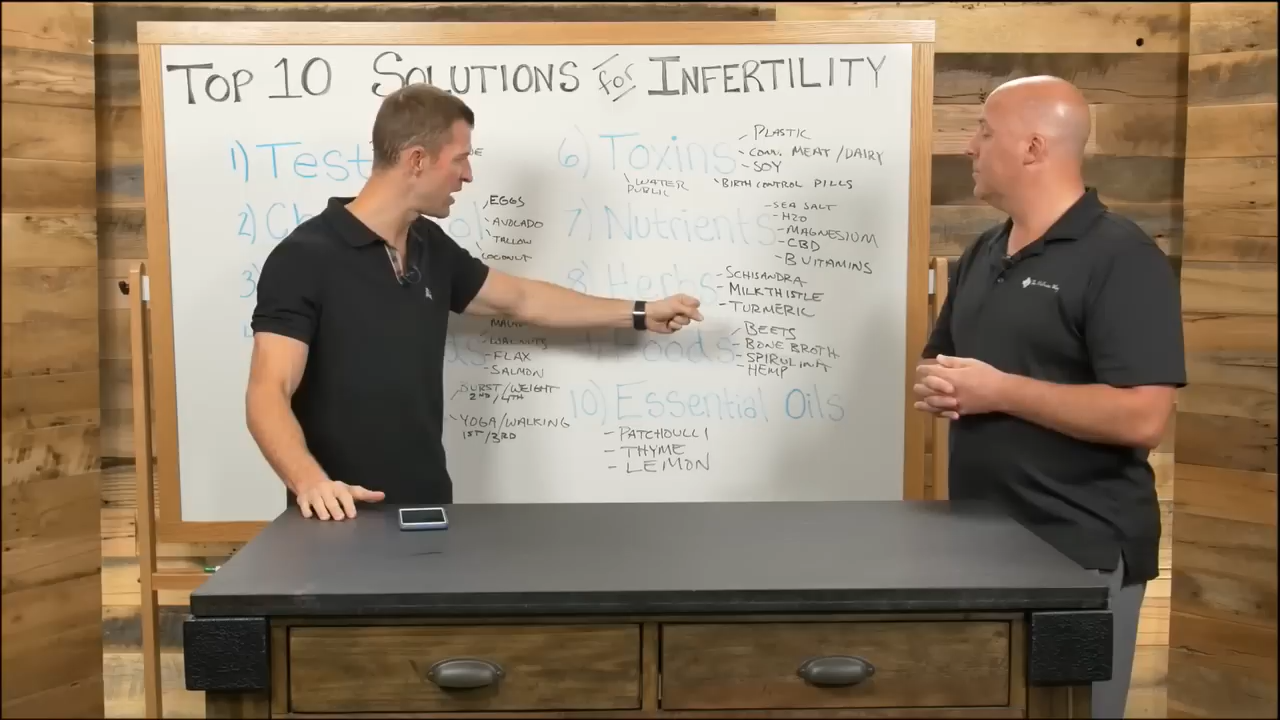 TOP 10 SOLUTIONS for INFERTILITY
1) Test
2) Ch
EGGS
AVOCADO
TALLOW
COCONUT
3)
WALNUTS
FLAX
SALMON
BURST/WEIGHT
2ND/4TH
YOGA/WALKING
1ST/3RD
6) Toxins
PLASTIC
CONV. MEAT/DAIRY
SOY
BIRTH CONTROL PILLS
WATER
PUBLIC
7) Nutrients
SEA SALT
H2O
MAGNESIUM
CBD
B VITAMINS
8) Herbs
SCHISANDRA
MILK THISTLE
TURMERIC
Foods
BEETS
BONE BROTH
SPIRULINA
HEMP
10) Essential Oils
PATCHOULLI
THYME
LEMON